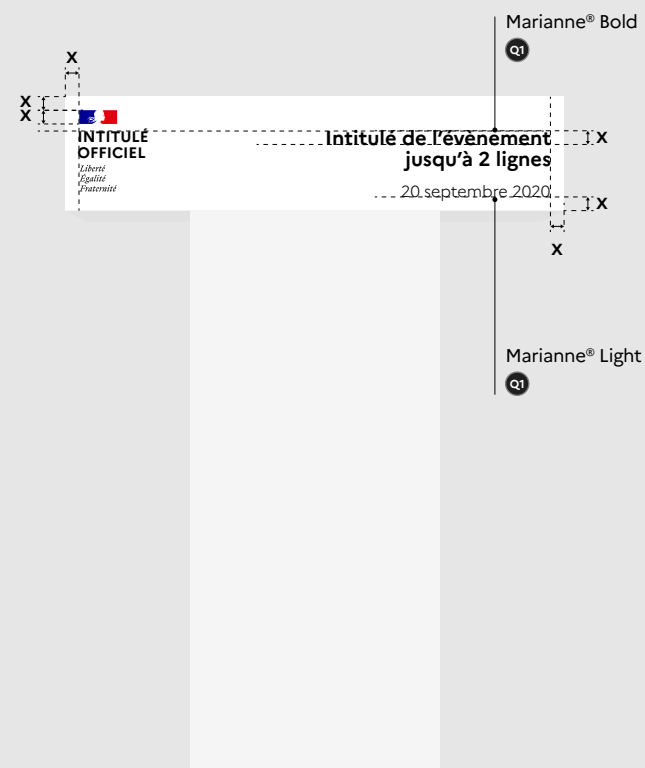 Marianne® Bold
Q1
X
X
X
INTITULÉ
OFFICIEL
Liberté
Égalité
Fraternité
Intitulé de l'évènement
jusqu'à 2 lignes
20 septembre 2020
X
X
X
Marianne® Light
Q1